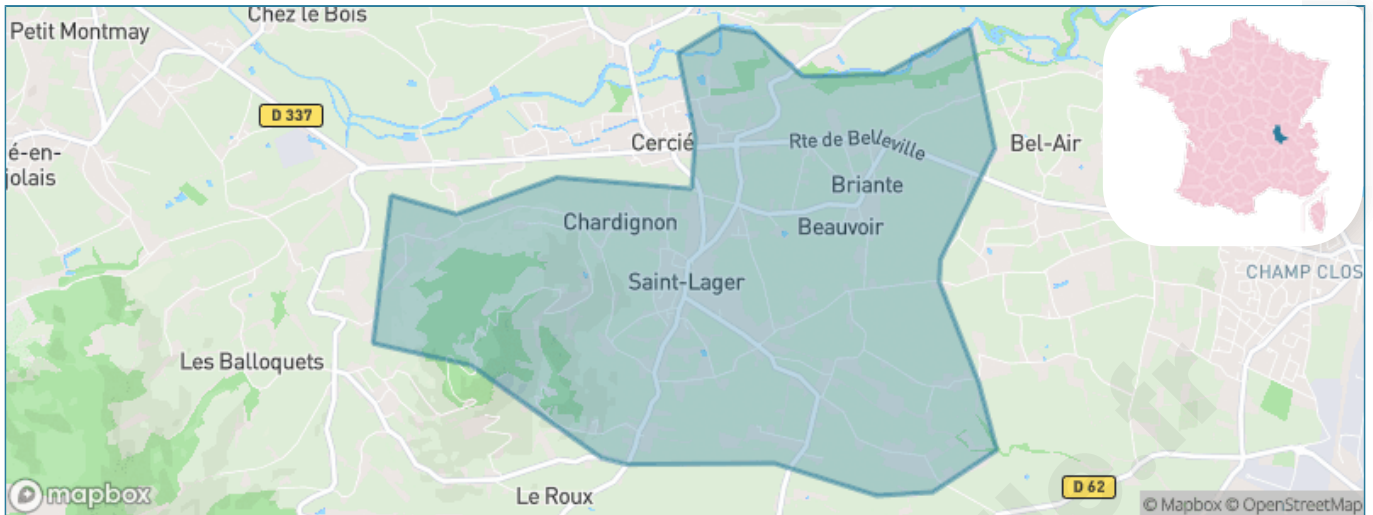 Chez le Bois
Petit Montmay
D 337
Cercié
Rte de Belleville
Bel-Air
é-en-
jolais
Briante
Chardignon
Beauvoir
Saint-Lager
CHAMP CLOS
Les Balloquets
Le Roux
D 62
mapbox
© Mapbox © OpenStreetMap